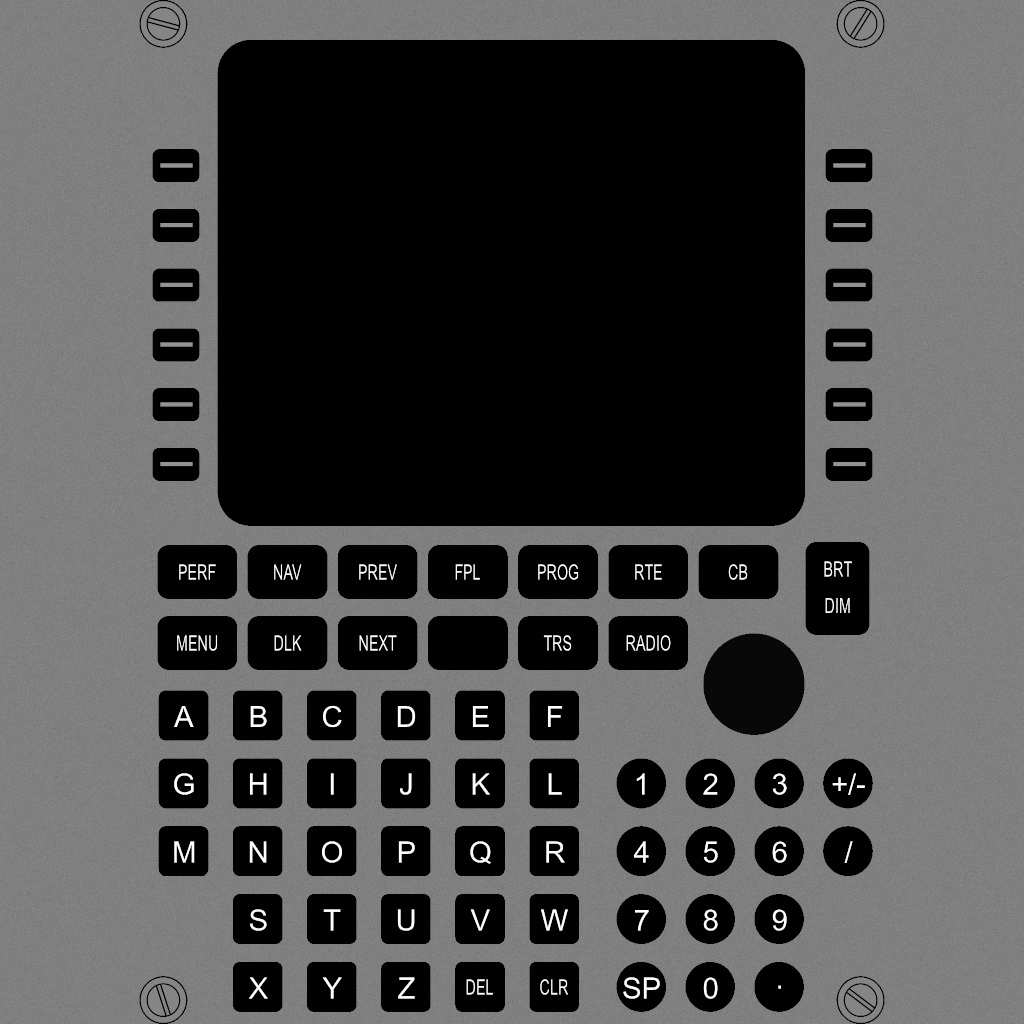 PERF NAV PREV FPL PROG RTE CB BRT
DIM
MENU DLK NEXT TRS RADIO
A B C D E F
G H I J K L 1 2 3 +/-
M N O P Q R 4 5 6 /
S T U V W 7 8 9
X Y Z DEL CLR SP 0 ·